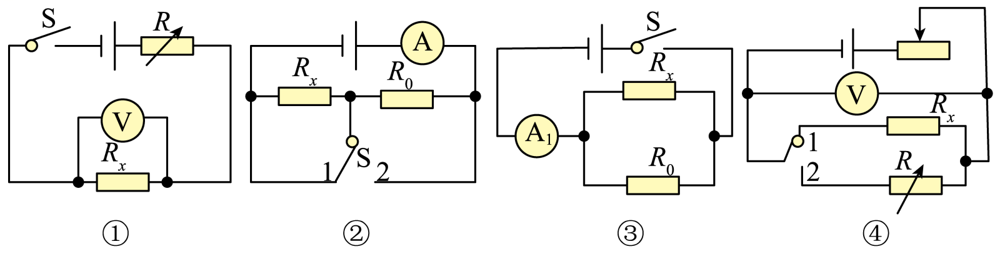 S R V Rₓ ①
A Rₓ R₀ S 1 2 ②
S Rₓ A₁ R₀ ③
V Rₓ 1 2 R ④